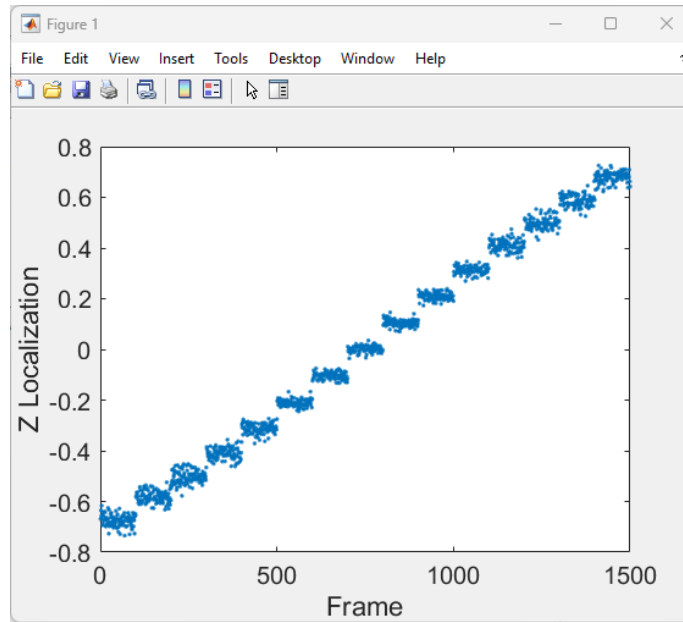 Figure 1
File Edit View Insert Tools Desktop Window Help
0.8
0.6
0.4
0.2
0
-0.2
-0.4
-0.6
-0.8
Z Localization
0 500 1000 1500
Frame